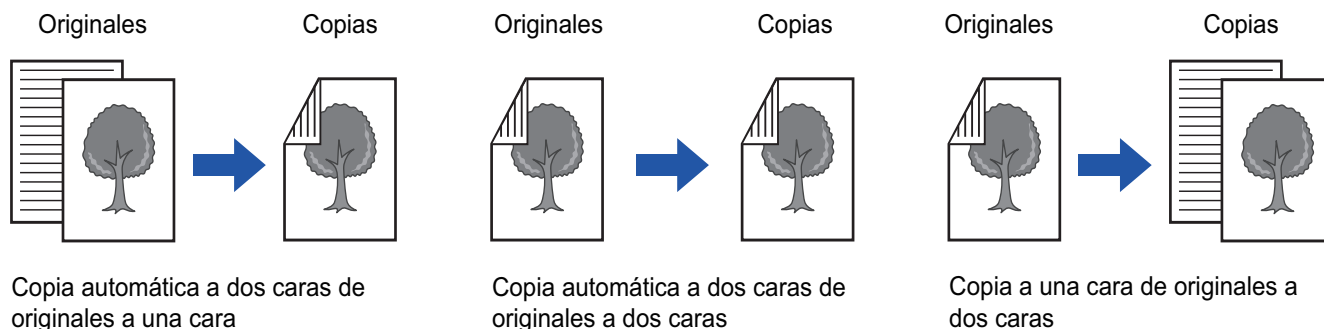 Originales
Copias
Originales
Copias
Originales
Copias
Copia automática a dos caras de
originales a una cara
Copia automática a dos caras de
originales a dos caras
Copia a una cara de originales a
dos caras